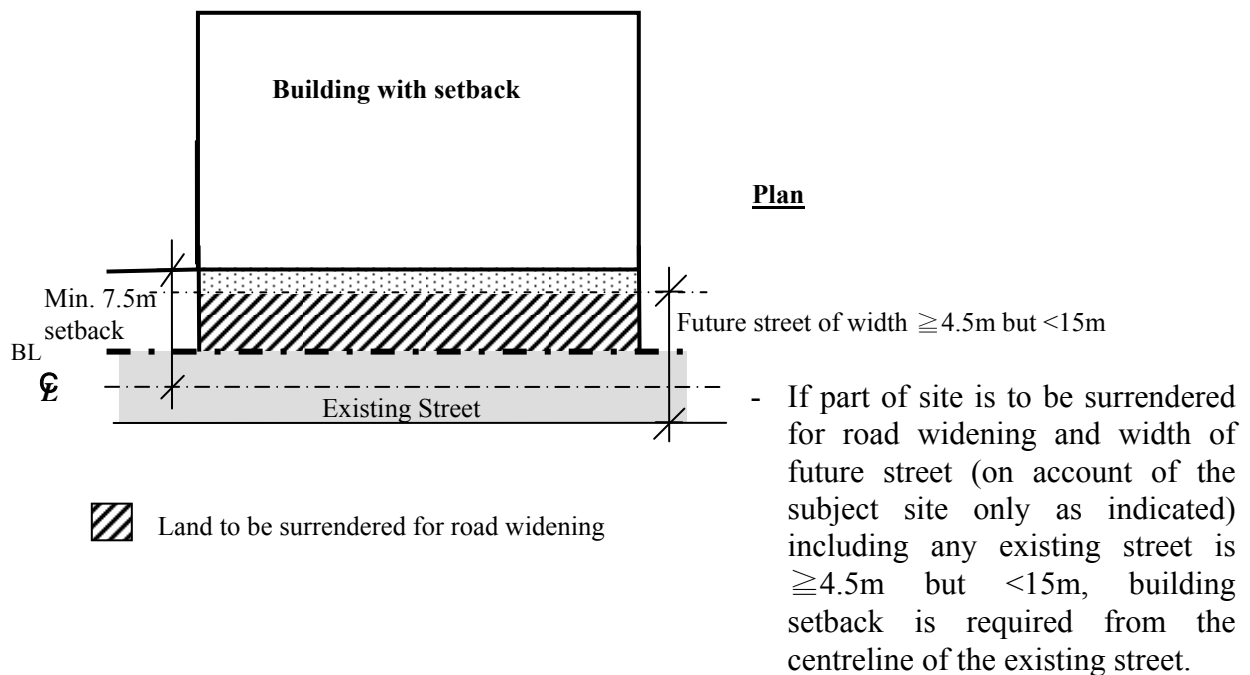 Building with setback
Plan
Min. 7.5m
setback
Future street of width ≧4.5m but <15m
BL
℄
Existing Street
Land to be surrendered for road widening
- If part of site is to be surrendered
for road widening and width of
future street (on account of the
subject site only as indicated)
including any existing street is
≧4.5m but <15m, building
setback is required from the
centreline of the existing street.